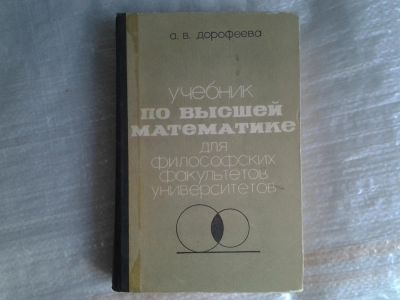 а. в. дорофеева
учебник
по высшей
математике
для
философских
факультетов
университетов